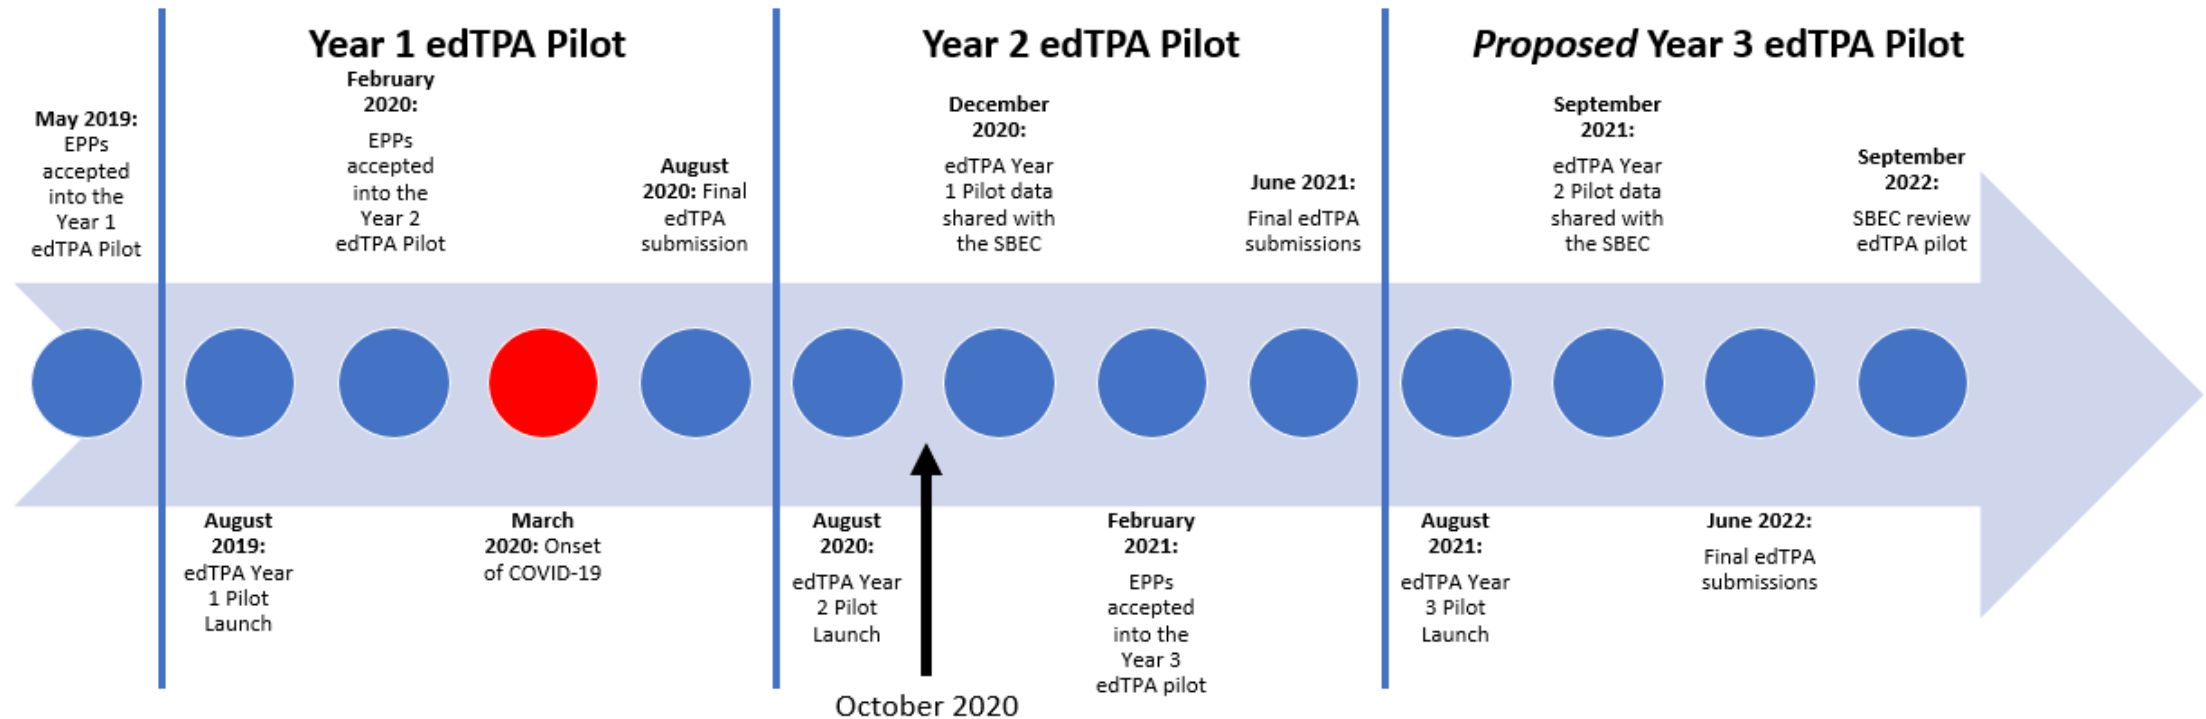 Year 1 edTPA Pilot
Year 2 edTPA Pilot
Proposed Year 3 edTPA Pilot
May 2019:
EPPs
accepted
into the
Year 1
edTPA Pilot
February
2020:
EPPs
accepted
into the
Year 2
edTPA Pilot
August
2020: Final
edTPA
submission
December
2020:
edTPA Year
1 Pilot data
shared with
the SBEC
June 2021:
Final edTPA
submissions
September
2021:
edTPA Year
2 Pilot data
shared with
the SBEC
September
2022:
SBEC review
edTPA pilot
August
2019:
edTPA Year
1 Pilot
Launch
March
2020: Onset
of COVID-19
August
2020:
edTPA Year
2 Pilot
Launch
October 2020
February
2021:
EPPs
accepted
into the
Year 3
edTPA pilot
August
2021:
edTPA Year
3 Pilot
Launch
June 2022:
Final edTPA
submissions